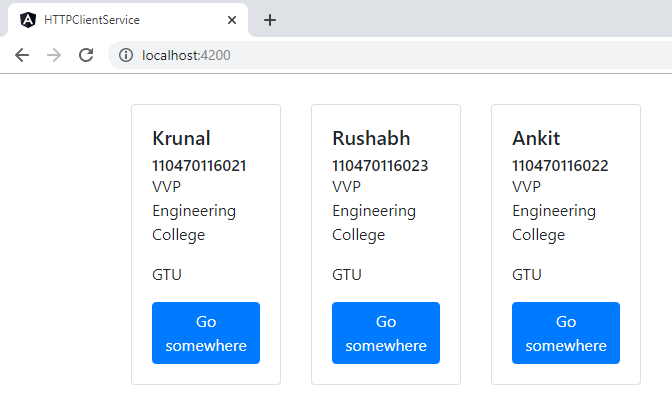 HTTPClientService
localhost:4200
Krunal
110470116021
VVP
Engineering
College
GTU
Go
somewhere
Rushabh
110470116023
VVP
Engineering
College
GTU
Go
somewhere
Ankit
110470116022
VVP
Engineering
College
GTU
Go
somewhere